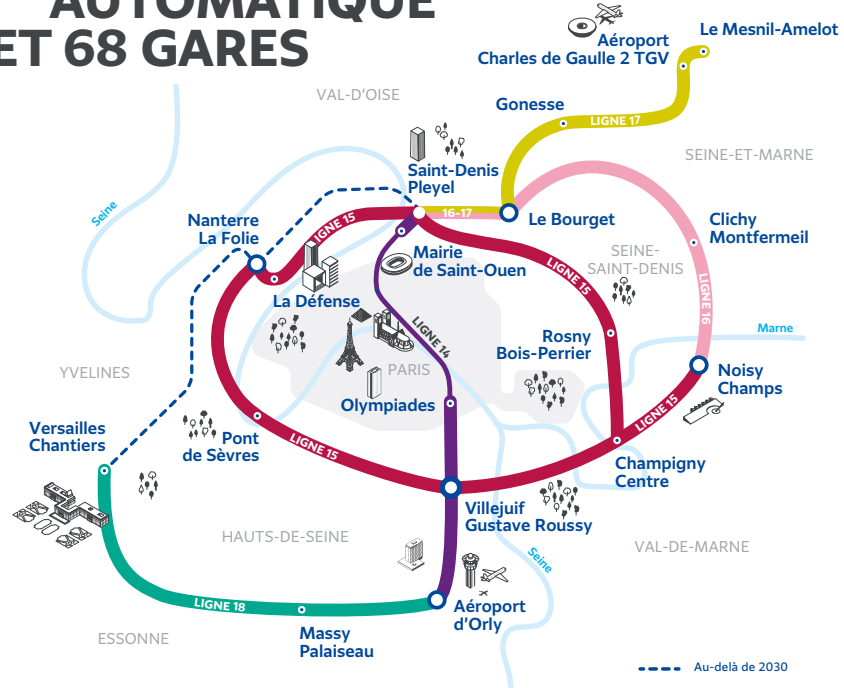 AUTOMATIQUE
ET 68 GARES
Le Mesnil-Amelot
Aéroport
Charles de Gaulle 2 TGV
VAL-D'OISE
Gonesse
LIGNE 17
SEINE-ET-MARNE
Saint-Denis
Pleyel
Seine
Nanterre
La Folie
LIGNE 15
16-17
Le Bourget
Clichy
Montfermeil
Mairie
de Saint-Ouen
SEINE-
SAINT-DENIS
LIGNE 15
LIGNE 16
La Défense
LIGNE 14
Rosny
Bois-Perrier
Marne
YVELINES
PARIS
Noisy
Champs
Olympiades
LIGNE 15
Versailles
Chantiers
Pont
de Sèvres
LIGNE 15
Champigny
Centre
Villejuif
Gustave Roussy
HAUTS-DE-SEINE
VAL-DE-MARNE
Seine
LIGNE 18
Aéroport
d'Orly
ESSONNE
Massy
Palaiseau
Au-delà de 2030